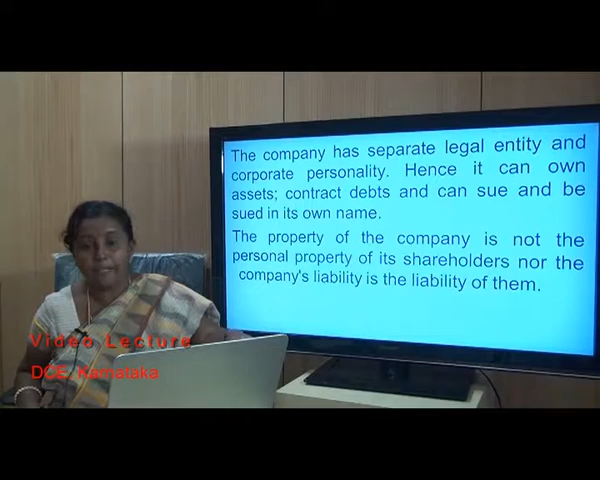 The company has separate legal entity and
corporate personality. Hence it can own
assets; contract debts and can sue and be
sued in its own name.
The property of the company is not the
personal property of its shareholders nor the
company's liability is the liability of them.
Video Lecture
DCE, Karnataka